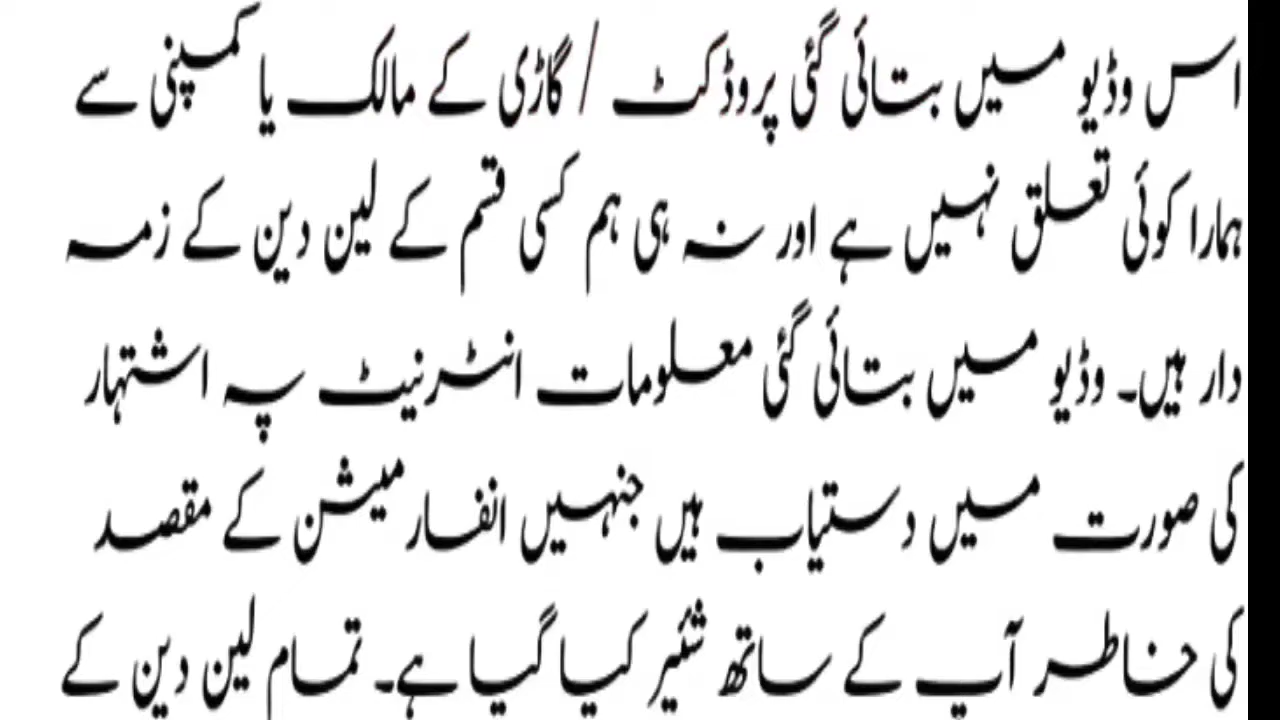 اس وڈیو میں بتائی گئی پروڈکٹ / گاڑی کے مالک یا کمپنی سے
ہمارا کوئی تعلق نہیں ہے اور نہ ہی ہم کسی قسم کے لین دین کے زمہ
دار ہیں۔ وڈیو میں بتائی گئی معلومات انٹرنیٹ پہ اشتہار
کی صورت میں دستیاب ہیں جنہیں انفارمیشن کے مقصد
کی خاطر آپ کے ساتھ شئیر کیا گیا ہے۔ تمام لین دین کے